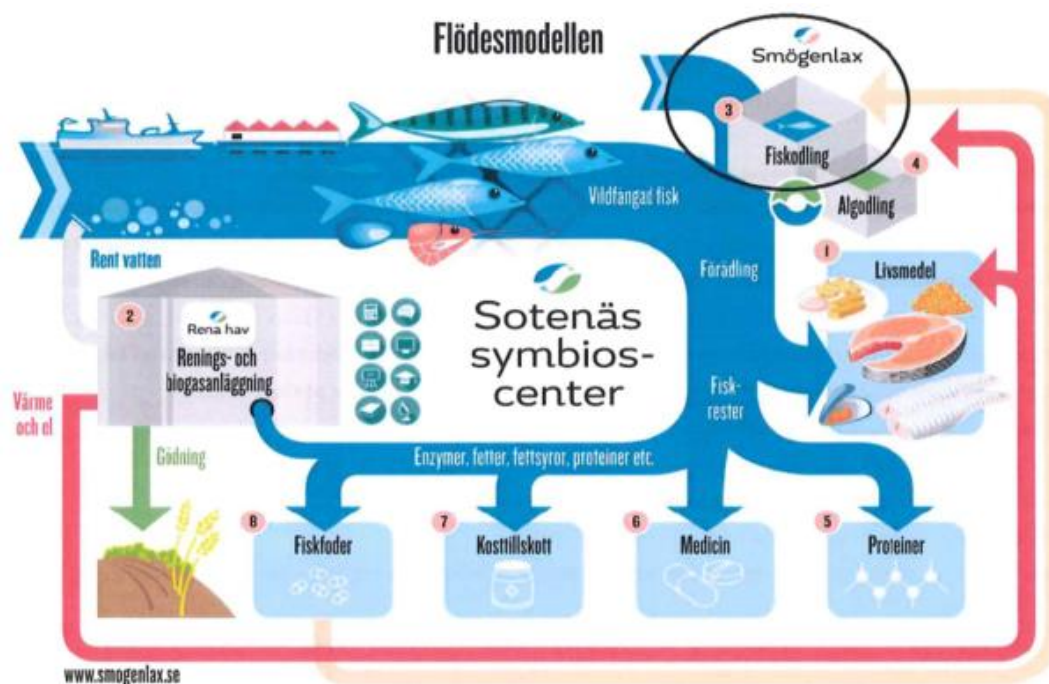 Flödesmodellen
Smögenlax
3
Fiskodling
4
Algodling
Vildfångad fisk
Rent vatten
Förädling
1
Livsmedel
2
Rena hav
Renings- och
biogasanläggning
Sotenäs
symbios-
center
Fisk-
rester
Värme
och el
Gödning
Enzymer, fetter, fettsyror, proteiner etc.
8
Fiskfoder
7
Kosttillskott
6
Medicin
5
Proteiner
www.smogenlax.se